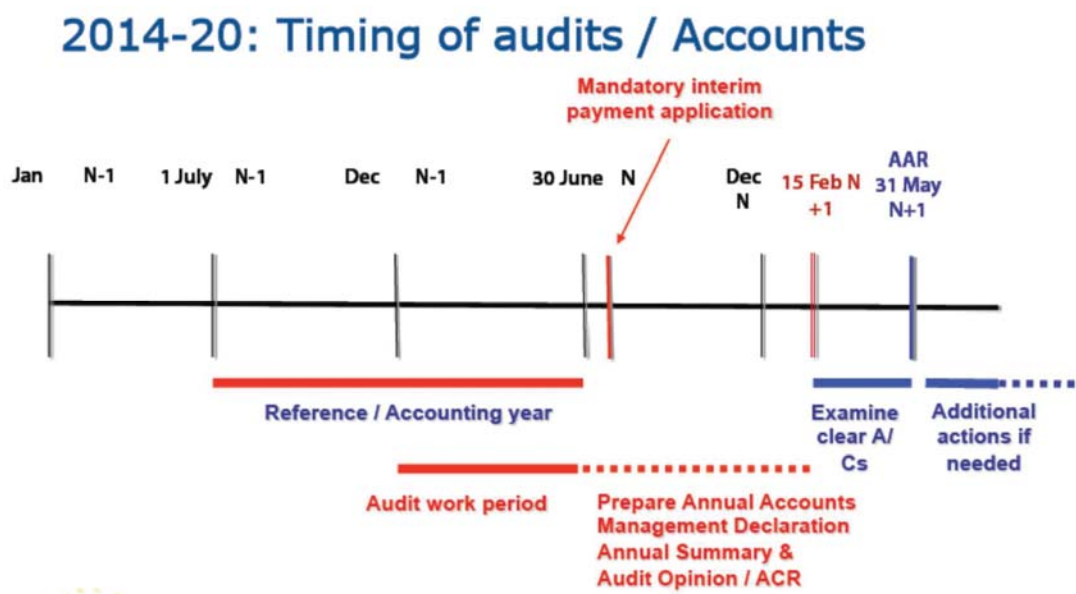 2014-20: Timing of audits / Accounts
Mandatory interim
payment application
Jan N-1 1 July N-1 Dec N-1 30 June N
Dec
N
15 Feb N
+1
AAR
31 May
N+1
Reference / Accounting year
Examine
clear A/
Cs
Additional
actions if
needed
Audit work period
Prepare Annual Accounts
Management Declaration
Annual Summary &
Audit Opinion / ACR